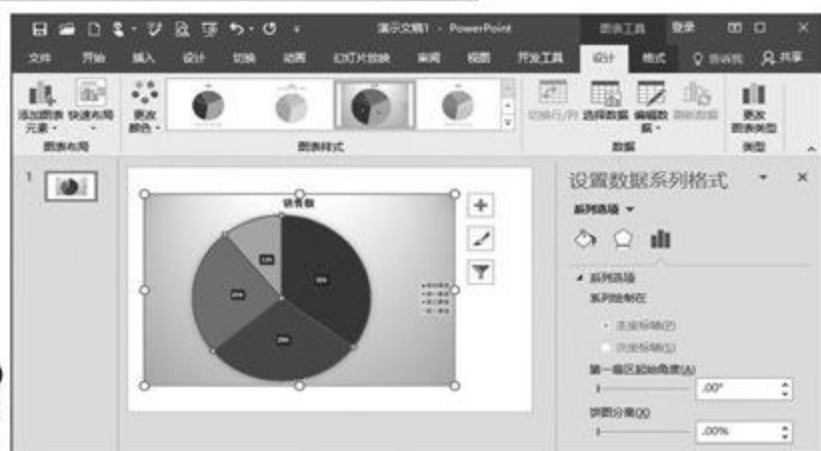 演示文稿1 - PowerPoint
图表工具
登录
文件 开始 插入 设计 切换 动画 幻灯片放映 审阅 视图 开发工具 设计 格式 告诉我 共享
添加图表元素 快速布局
更改颜色
切换行/列 选择数据 编辑数据 刷新数据
更改图表类型
图表布局
图表样式
数据
类型
1
销售额
设置数据系列格式
系列选项
系列选项
系列绘制在
主坐标轴(P)
次坐标轴(S)
第一扇区起始角度(A)
.00°
饼图分离(X)
.00%